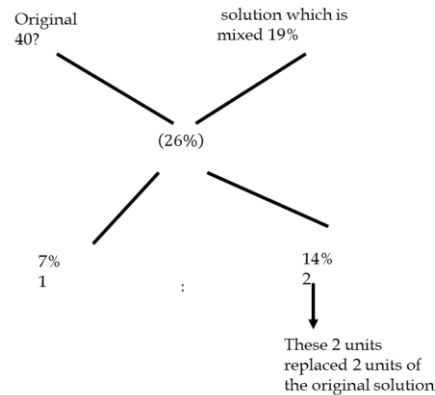 Original
40?
solution which is
mixed 19%
(26%)
7%
1
:
14%
2
These 2 units
replaced 2 units of
the original solution